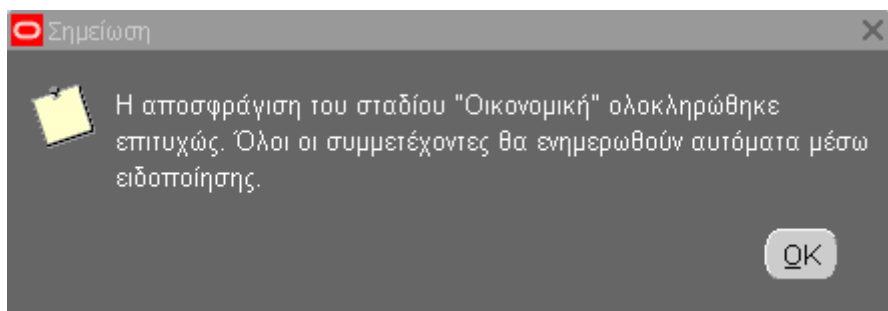 Σημείωση
Η αποσφράγιση του σταδίου "Οικονομική" ολοκληρώθηκε
επιτυχώς. Όλοι οι συμμετέχοντες θα ενημερωθούν αυτόματα μέσω
ειδοποίησης.
OK